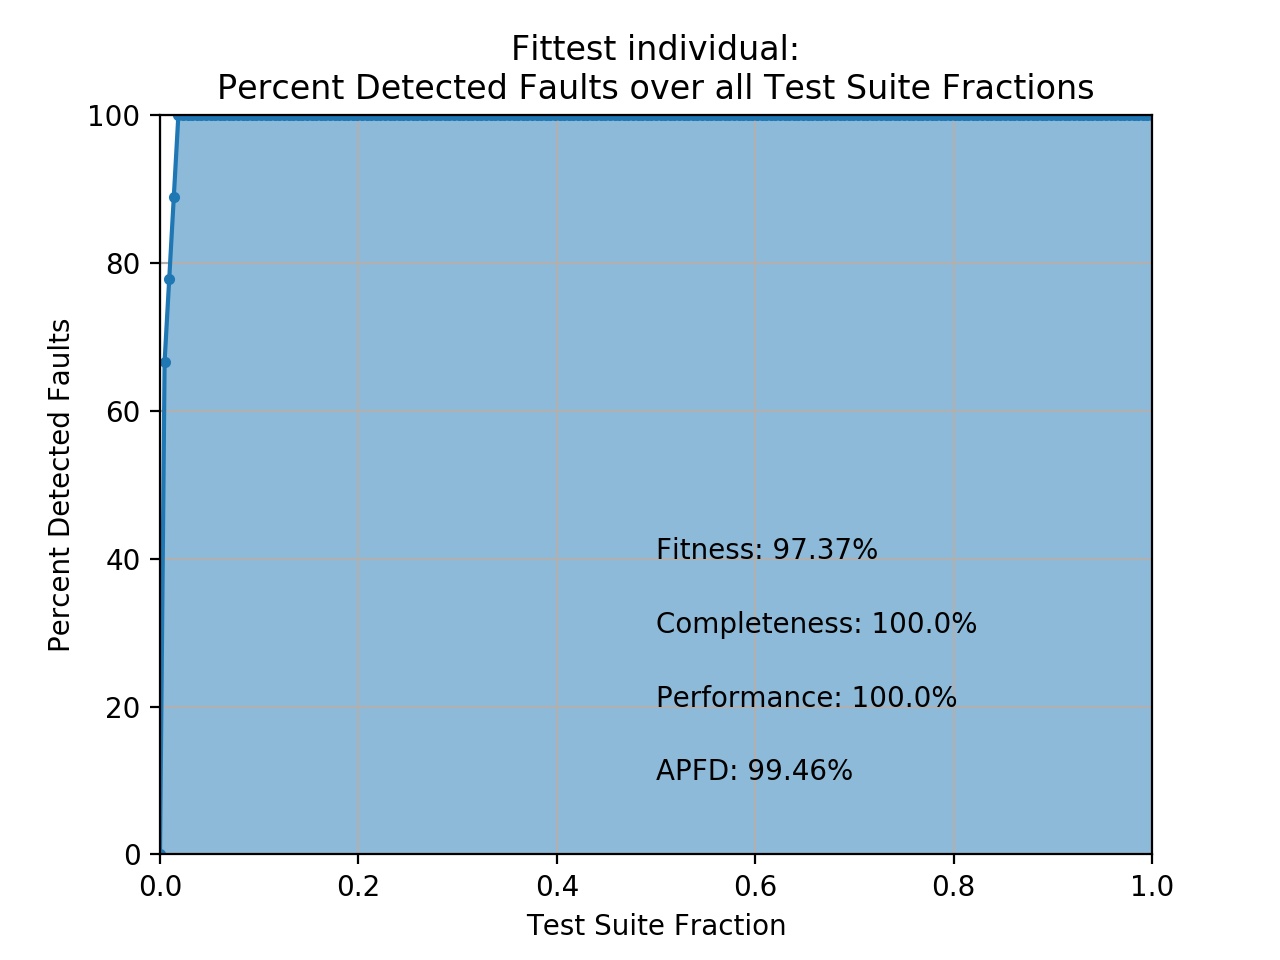 Fittest individual:
Percent Detected Faults over all Test Suite Fractions
100
80
60
40
20
0
Percent Detected Faults
Fitness: 97.37%
Completeness: 100.0%
Performance: 100.0%
APFD: 99.46%
0.0 0.2 0.4 0.6 0.8 1.0
Test Suite Fraction